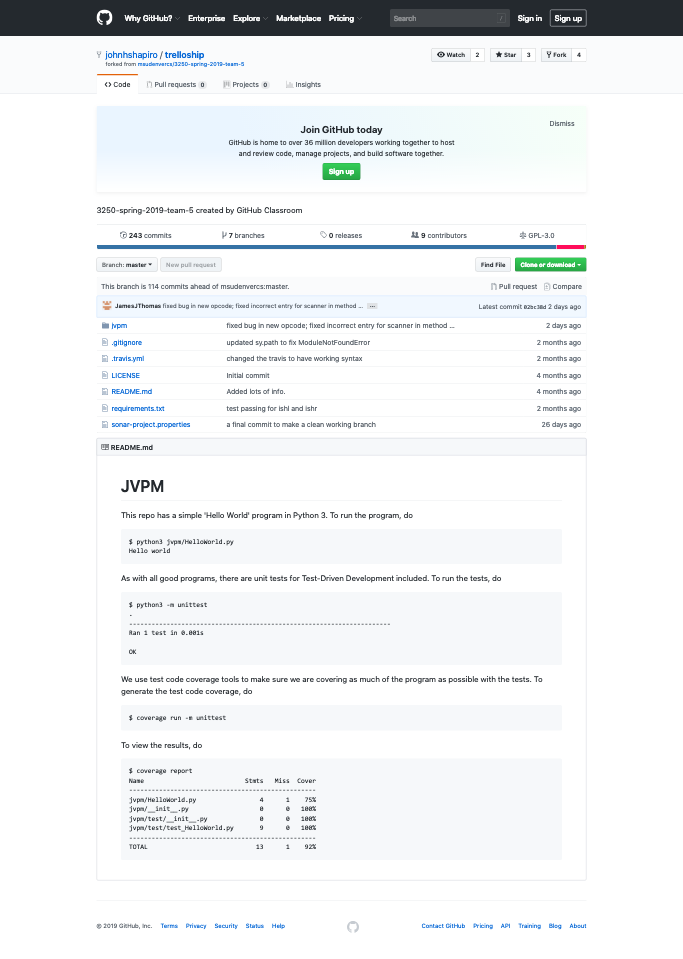 Why GitHub? Enterprise Explore Marketplace Pricing Search / Sign in Sign up
johnhshapiro / trelloship Watch 2 Star 3 Fork 4
forked from msudenvercs/3250-spring-2019-team-5
Code Pull requests 0 Projects 0 Insights
Join GitHub today Dismiss
GitHub is home to over 36 million developers working together to host
and review code, manage projects, and build software together.
Sign up
3250-spring-2019-team-5 created by GitHub Classroom
243 commits 7 branches 0 releases 9 contributors GPL-3.0
Branch: master New pull request Find File Clone or download
This branch is 114 commits ahead of msudenvercs:master. Pull request Compare
JamesJThomas fixed bug in new opcode; fixed incorrect entry for scanner in method ... Latest commit 02bc30d 2 days ago
jvpm fixed bug in new opcode; fixed incorrect entry for scanner in method ... 2 days ago
.gitignore updated sy.path to fix ModuleNotFoundError 2 months ago
.travis.yml changed the travis to have working syntax 2 months ago
LICENSE Initial commit 4 months ago
README.md Added lots of info. 4 months ago
requirements.txt test passing for ishl and ishr 2 months ago
sonar-project.properties a final commit to make a clean working branch 26 days ago
README.md
JVPM
This repo has a simple 'Hello World' program in Python 3. To run the program, do
$ python3 jvpm/HelloWorld.py
Hello world
As with all good programs, there are unit tests for Test-Driven Development included. To run the tests, do
$ python3 -m unittest
.
----------------------------------------------------------------------
Ran 1 test in 0.001s
OK
We use test code coverage tools to make sure we are covering as much of the program as possible with the tests. To
generate the test code coverage, do
$ coverage run -m unittest
To view the results, do
$ coverage report
Name Stmts Miss Cover
--------------------------------------------------
jvpm/HelloWorld.py 4 1 75%
jvpm/__init__.py 0 0 100%
jvpm/test/__init__.py 0 0 100%
jvpm/test/test_HelloWorld.py 9 0 100%
--------------------------------------------------
TOTAL 13 1 92%
© 2019 GitHub, Inc. Terms Privacy Security Status Help Contact GitHub Pricing API Training Blog About